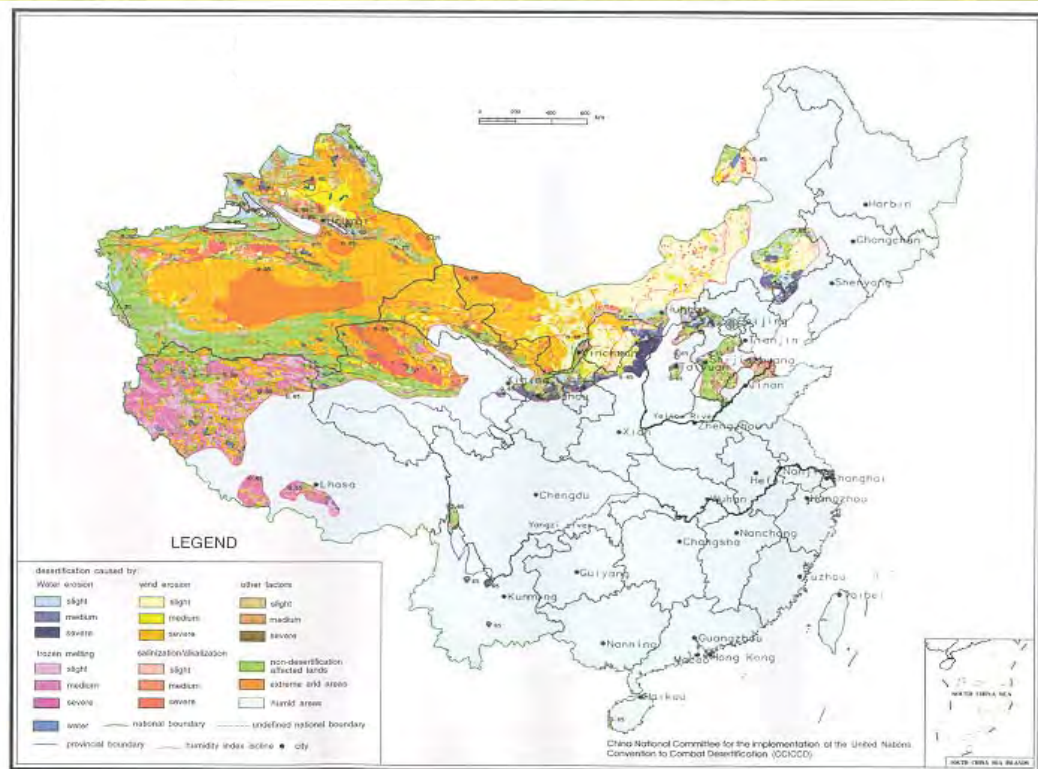 0 200 400 600 km
Harbin
Changchun
Shenyang
Tianjin
Yinchuan
Xining
Taiyuan
Jinan
Yellow River
Zhengzhou
Lhasa
Chengdu
Hefei
Nanjing
Shanghai
Wuhan
Hangzhou
Yangzi river
Nanchang
Changsha
Guiyang
Fuzhou
Kunming
Taibei
Nanning
Guangzhou
Macao
Hong Kong
Haikou
LEGEND
desertification caused by:
Water erosion wind erosion other factors
slight slight slight
medium medium medium
severe severe severe
frozen melting salinization/alkalization
slight slight non-desertification affected lands
medium medium extreme arid areas
severe severe humid areas
water national boundary undefined national boundary
provincial boundary humidity index isoline city
China National Committee for the Implementation of the United Nations
Convention to Combat Desertification (CCICCD)
SOUTH CHINA SEA
SOUTH CHINA SEA ISLANDS